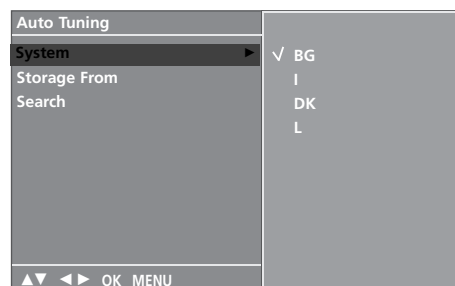 Auto Tuning
System ►
Storage From
Search
√ BG
I
DK
L
▲▼ ◄► OK MENU